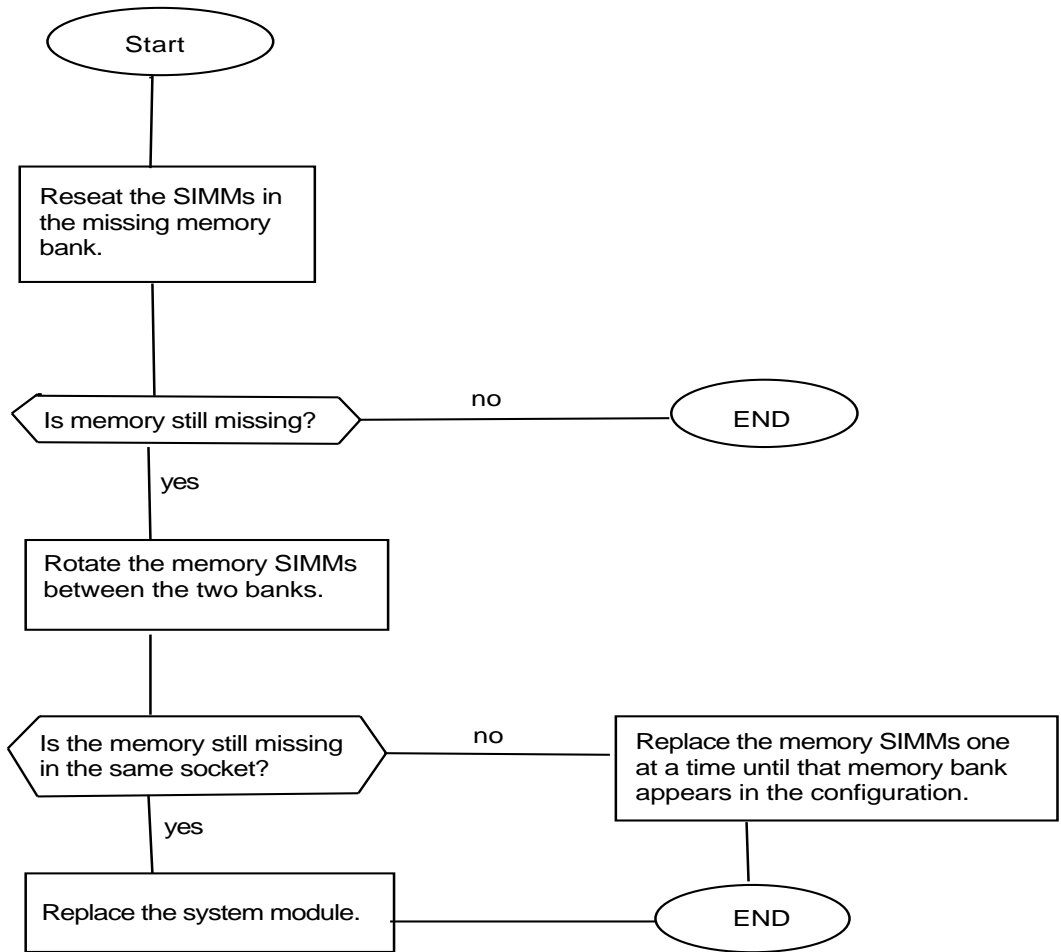 Start
Reseat the SIMMs in
the missing memory
bank.
Is memory still missing?
no
END
yes
Rotate the memory SIMMs
between the two banks.
Is the memory still missing
in the same socket?
no
Replace the memory SIMMs one
at a time until that memory bank
appears in the configuration.
yes
Replace the system module.
END